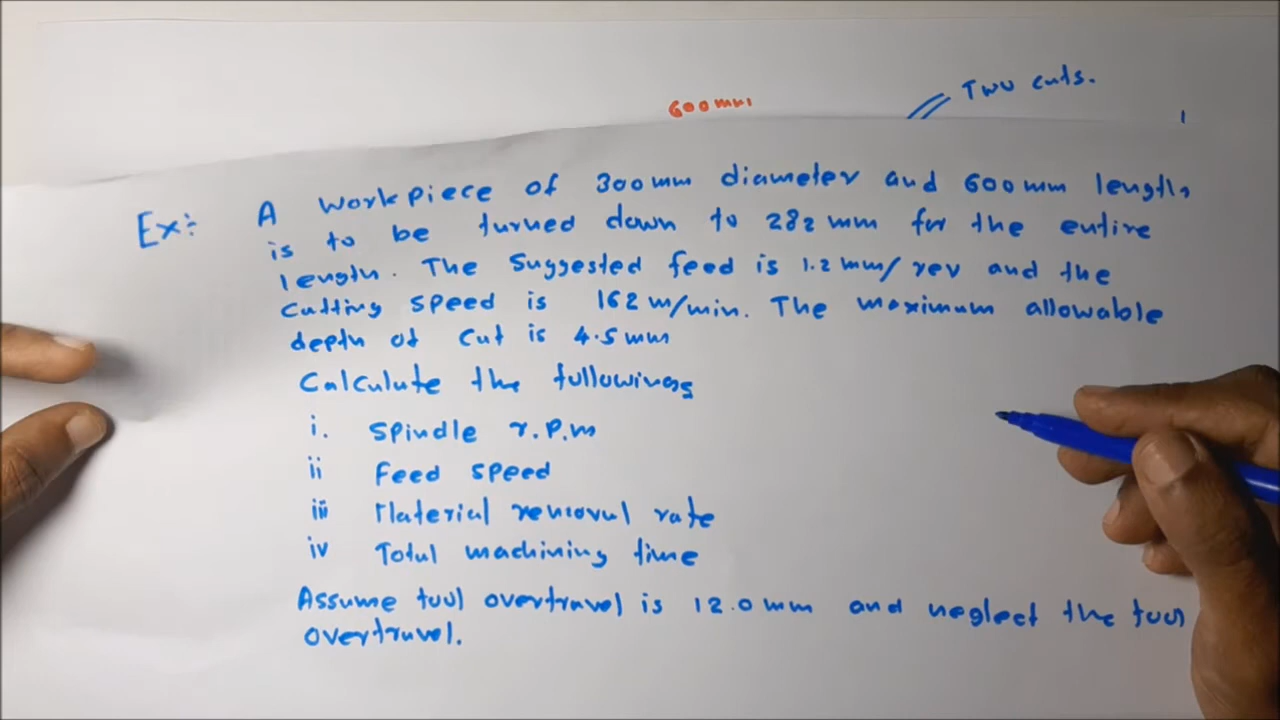 600mm
Two cuts.
Ex:- A workpiece of 300mm diameter and 600mm length,
is to be turned down to 282 mm for the entire
length. The suggested feed is 1.2 mm/rev and the
cutting speed is 162 m/min. The maximum allowable
depth of cut is 4.5 mm
Calculate the following
i. Spindle r.p.m
ii Feed speed
iii Material removal rate
iv Total machining time
Assume tool overtravel is 12.0 mm and neglect the tool
overtravel.